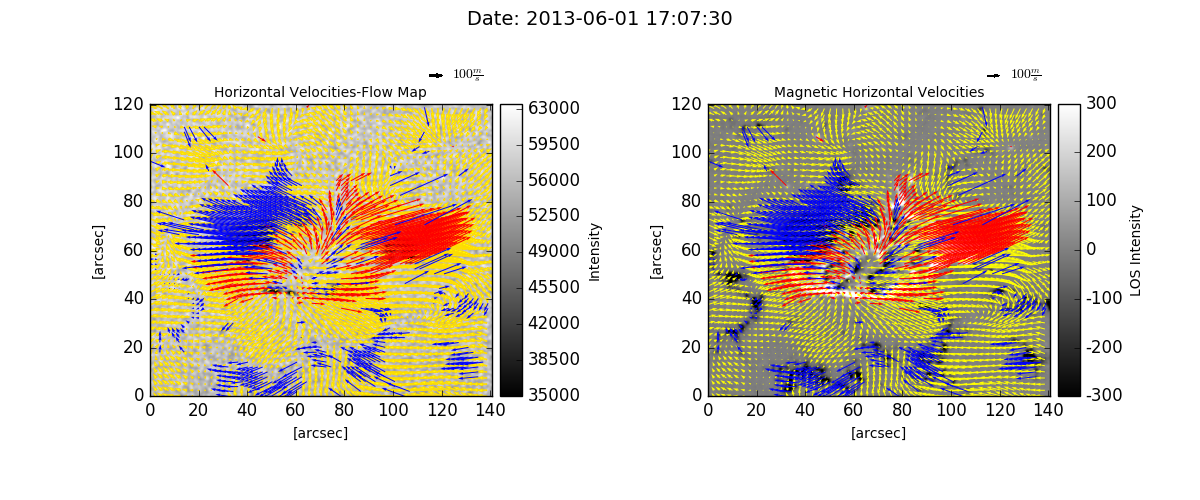 Date: 2013-06-01 17:07:30
100 m/s
100 m/s
Horizontal Velocities-Flow Map
Magnetic Horizontal Velocities
120
100
80
60
40
20
0
[arcsec]
0 20 40 60 80 100 120 140
[arcsec]
63000
59500
56000
52500
49000
45500
42000
38500
35000
Intensity
120
100
80
60
40
20
0
[arcsec]
0 20 40 60 80 100 120 140
[arcsec]
300
200
100
0
-100
-200
-300
LOS Intensity